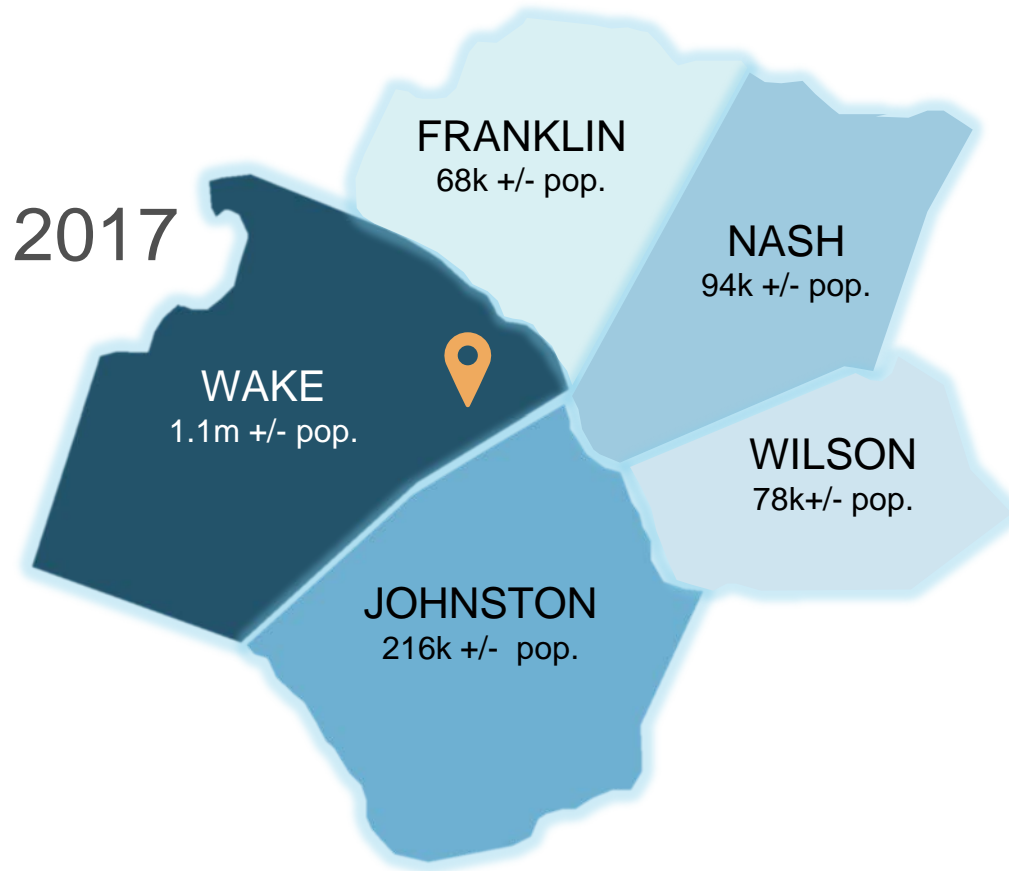 FRANKLIN
68k +/- pop.
2017
NASH
94k +/- pop.
WAKE
1.1m +/- pop.
WILSON
78k+/- pop.
JOHNSTON
216k +/-  pop.